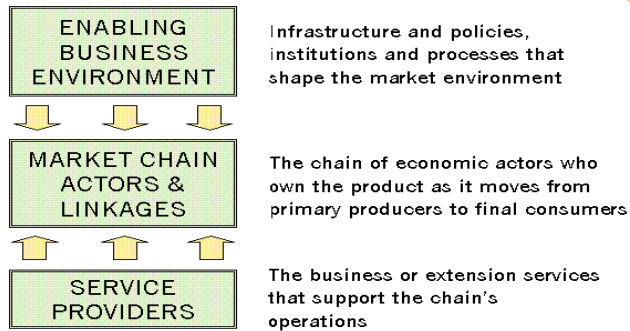 ENABLING
BUSINESS
ENVIRONMENT
Infrastructure and policies,
institutions and processes that
shape the market environment
MARKET CHAIN
ACTORS &
LINKAGES
The chain of economic actors who
own the product as it moves from
primary producers to final consumers
SERVICE
PROVIDERS
The business or extension services
that support the chain's
operations